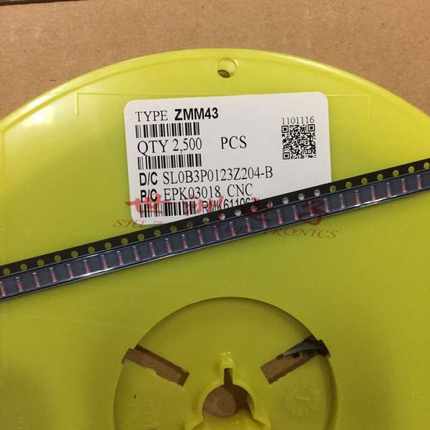 TYPE ZMM43
1101116
QTY 2,500 PCS
D/C SL0B3P0123Z204-B
P/O EPK03018 CNC